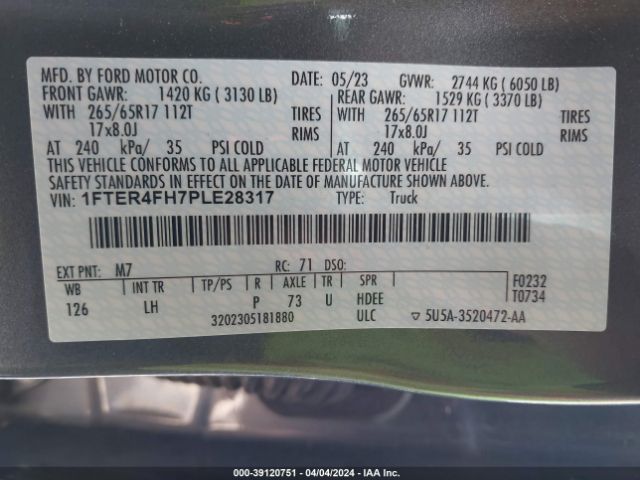 MFD. BY FORD MOTOR CO. DATE: 05/23 GVWR: 2744 KG ( 6050 LB)
FRONT GAWR: 1420 KG ( 3130 LB) REAR GAWR: 1529 KG ( 3370 LB)
WITH 265/65R17 112T TIRES WITH 265/65R17 112T TIRES
17x8.0J RIMS 17x8.0J RIMS
AT 240 kPa/ 35 PSI COLD AT 240 kPa/ 35 PSI COLD
THIS VEHICLE CONFORMS TO ALL APPLICABLE FEDERAL MOTOR VEHICLE
SAFETY STANDARDS IN EFFECT ON THE DATE OF MANUFACTURE SHOWN ABOVE.
VIN: 1FTER4FH7PLE28317 TYPE: Truck
EXT PNT: M7 RC: 71 DSO:
WB INT TR TP/PS R AXLE TR SPR F0232
126 LH P 73 U HDEE T0734
3202305181880 ULC ▽ 5U5A-3520472-AA
000-39120751 - 04/04/2024 - IAAI.COM